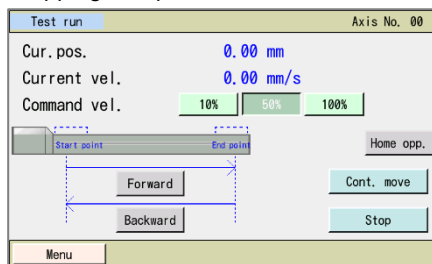 Test run Axis No. 00
Cur.pos. 0.00 mm
Current vel. 0.00 mm/s
Command vel. 10% 50% 100%
Start point End point Home opp.
Forward Cont. move
Backward Stop
Menu